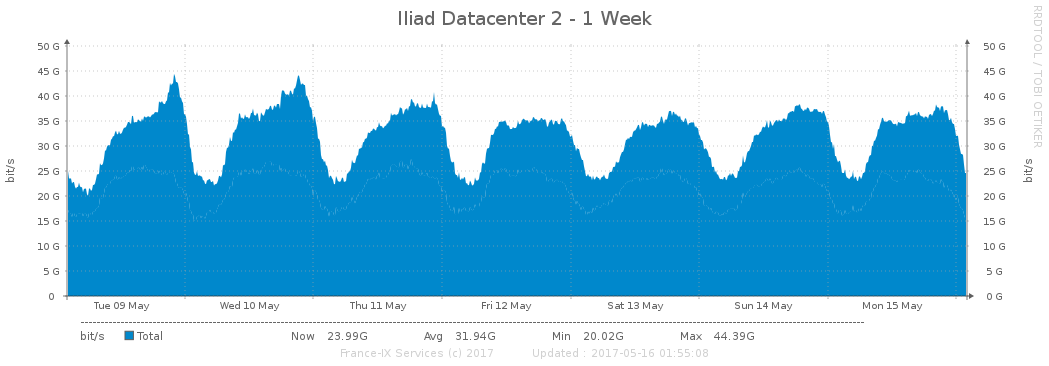 Iliad Datacenter 2 - 1 Week
RRDTOOL / TOBI OETIKER
bit/s
50 G 50 G
45 G 45 G
40 G 40 G
35 G 35 G
30 G 30 G
25 G 25 G
20 G 20 G
15 G 15 G
10 G 10 G
5 G 5 G
0 0 G
bit/s
Tue 09 May Wed 10 May Thu 11 May Fri 12 May Sat 13 May Sun 14 May Mon 15 May
bit/s Total Now 23.99G Avg 31.94G Min 20.02G Max 44.39G
France-IX Services (c) 2017 Updated : 2017-05-16 01:55:08